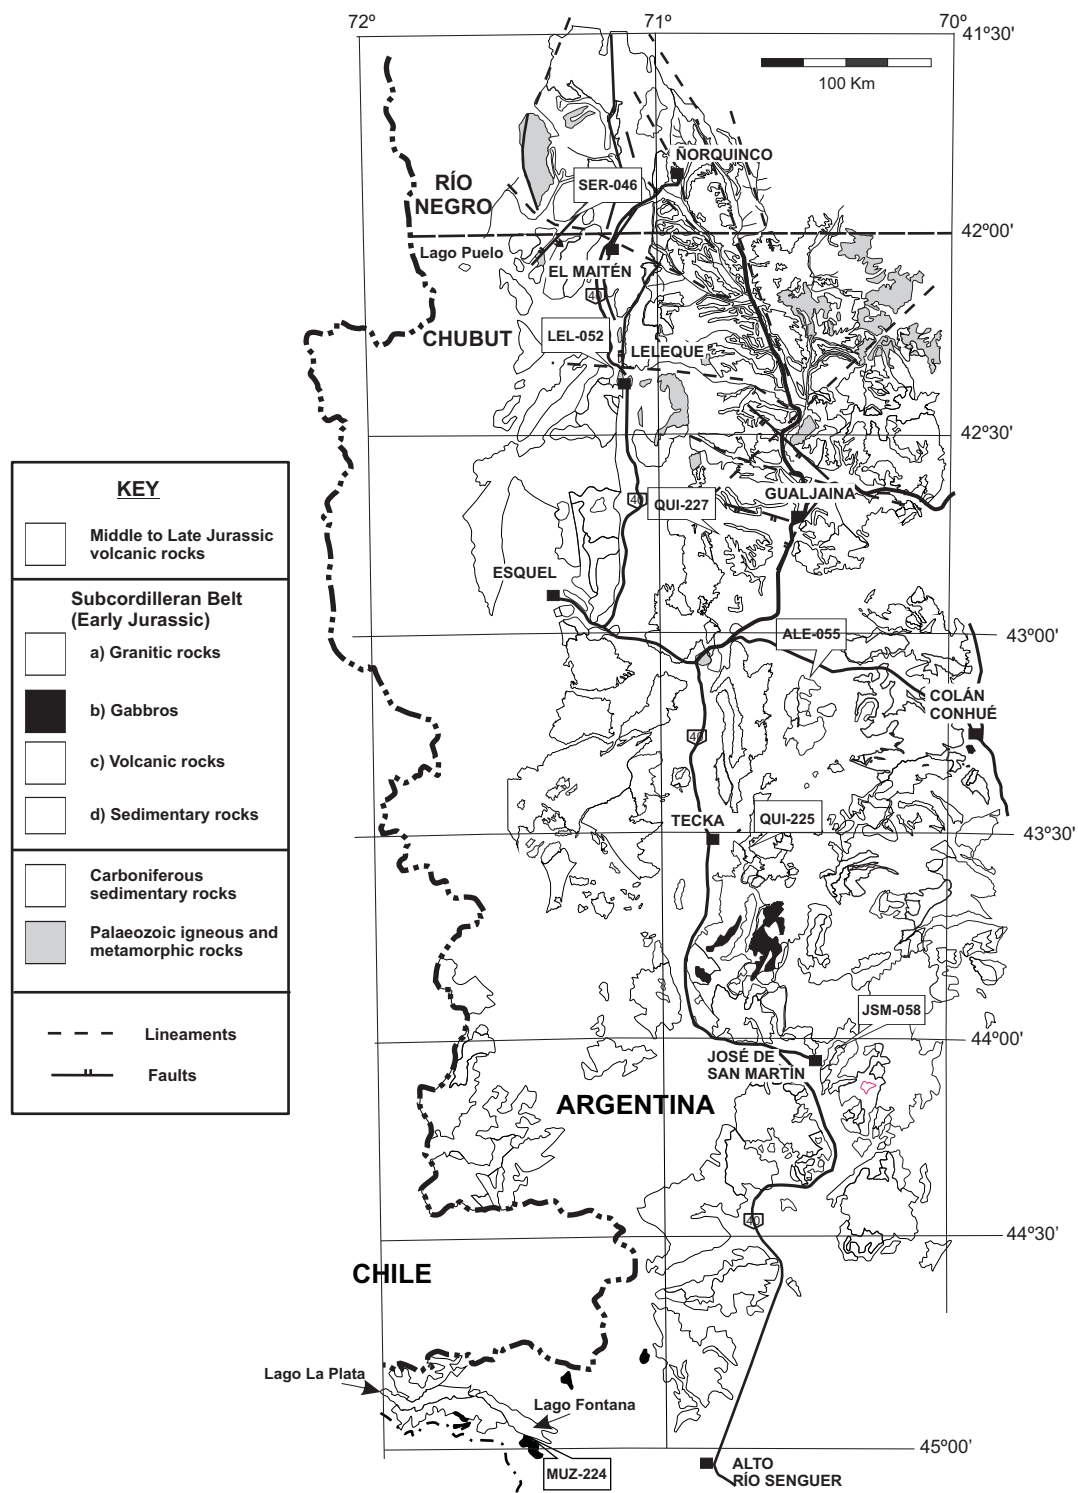 72º
71º
70º
41º30'
100 Km
ÑORQUINCO
SER-046
RÍO
NEGRO
42º00'
Lago Puelo
EL MAITÉN
40
CHUBUT
LEL-052
LELEQUE
42º30'
KEY
Middle to Late Jurassic
volcanic rocks
Subcordilleran Belt
(Early Jurassic)
a) Granitic rocks
b) Gabbros
c) Volcanic rocks
d) Sedimentary rocks
Carboniferous
sedimentary rocks
Palaeozoic igneous and
metamorphic rocks
Lineaments
Faults
GUALJAINA
40
QUI-227
ESQUEL
ALE-055
43º00'
COLÁN
CONHUÉ
40
TECKA
QUI-225
43º30'
JSM-058
44º00'
JOSÉ DE
SAN MARTÍN
ARGENTINA
40
44º30'
CHILE
Lago La Plata
Lago Fontana
45º00'
MUZ-224
ALTO
RÍO SENGUER